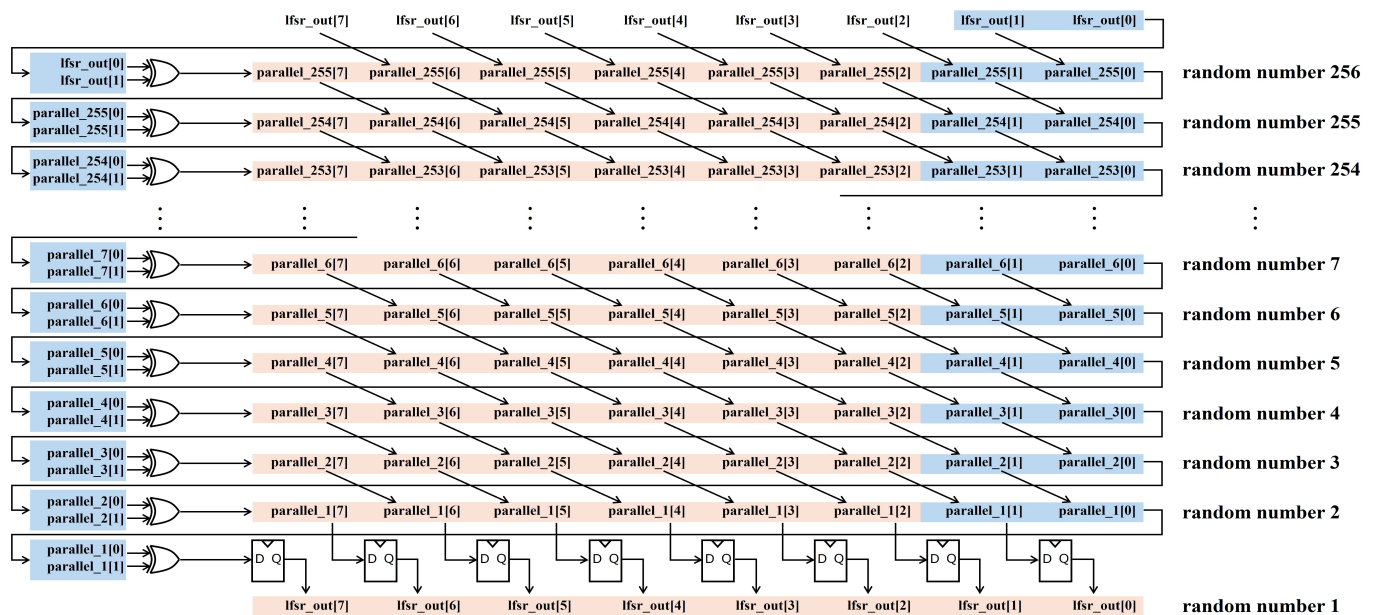 lfsr_out[7] lfsr_out[6] lfsr_out[5] lfsr_out[4] lfsr_out[3] lfsr_out[2] lfsr_out[1] lfsr_out[0]
lfsr_out[0]
lfsr_out[1]
parallel_255[7] parallel_255[6] parallel_255[5] parallel_255[4] parallel_255[3] parallel_255[2] parallel_255[1] parallel_255[0] random number 256
parallel_255[0]
parallel_255[1]
parallel_254[7] parallel_254[6] parallel_254[5] parallel_254[4] parallel_254[3] parallel_254[2] parallel_254[1] parallel_254[0] random number 255
parallel_254[0]
parallel_254[1]
parallel_253[7] parallel_253[6] parallel_253[5] parallel_253[4] parallel_253[3] parallel_253[2] parallel_253[1] parallel_253[0] random number 254
parallel_7[0]
parallel_7[1]
parallel_6[7] parallel_6[6] parallel_6[5] parallel_6[4] parallel_6[3] parallel_6[2] parallel_6[1] parallel_6[0] random number 7
parallel_6[0]
parallel_6[1]
parallel_5[7] parallel_5[6] parallel_5[5] parallel_5[4] parallel_5[3] parallel_5[2] parallel_5[1] parallel_5[0] random number 6
parallel_5[0]
parallel_5[1]
parallel_4[7] parallel_4[6] parallel_4[5] parallel_4[4] parallel_4[3] parallel_4[2] parallel_4[1] parallel_4[0] random number 5
parallel_4[0]
parallel_4[1]
parallel_3[7] parallel_3[6] parallel_3[5] parallel_3[4] parallel_3[3] parallel_3[2] parallel_3[1] parallel_3[0] random number 4
parallel_3[0]
parallel_3[1]
parallel_2[7] parallel_2[6] parallel_2[5] parallel_2[4] parallel_2[3] parallel_2[2] parallel_2[1] parallel_2[0] random number 3
parallel_2[0]
parallel_2[1]
parallel_1[7] parallel_1[6] parallel_1[5] parallel_1[4] parallel_1[3] parallel_1[2] parallel_1[1] parallel_1[0] random number 2
parallel_1[0]
parallel_1[1]
D Q D Q D Q D Q D Q D Q D Q D Q
lfsr_out[7] lfsr_out[6] lfsr_out[5] lfsr_out[4] lfsr_out[3] lfsr_out[2] lfsr_out[1] lfsr_out[0] random number 1